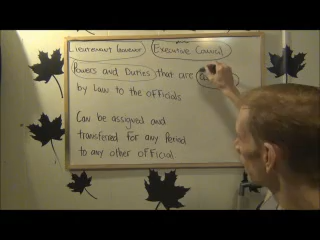 Lieutenant Governor Executive Council
Powers and Duties that are
by Law to the officials
Can be assigned and
transferred for any Period
to any other official